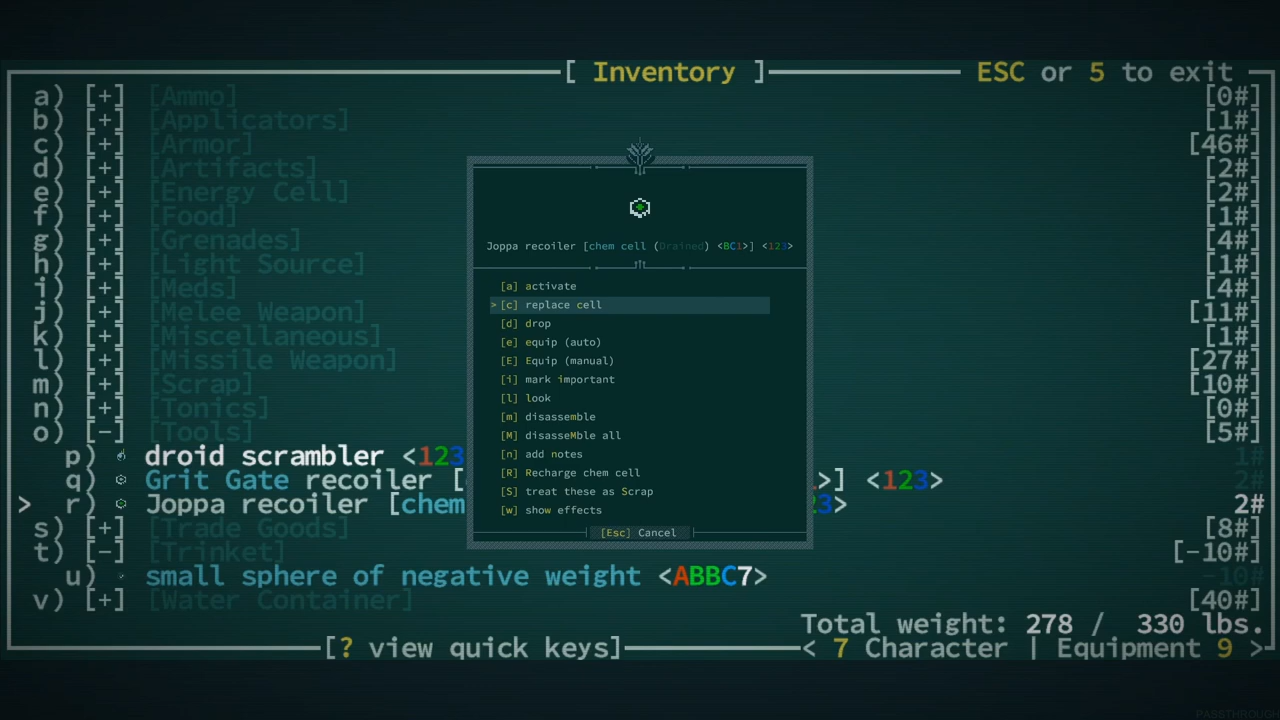 [ Inventory ] ESC or 5 to exit
a) [+] [Ammo] [0#]
b) [+] [Applicators] [1#]
c) [+] [Armor] [46#]
d) [+] [Artifacts] [2#]
e) [+] [Energy Cell] [2#]
f) [+] [Food] [1#]
g) [+] [Grenades] [4#]
h) [+] [Light Source] [1#]
i) [+] [Meds] [4#]
j) [+] [Melee Weapon] [11#]
k) [+] [Miscellaneous] [1#]
l) [+] [Missile Weapon] [27#]
m) [+] [Scrap] [10#]
n) [+] [Tonics] [0#]
o) [-] [Tools] [5#]
p) droid scrambler <123 1#
q) Grit Gate recoiler [ >] <123> 2#
> r) Joppa recoiler [chem 23> 2#
s) [+] [Trade Goods] [8#]
t) [-] [Trinket] [-10#]
u) small sphere of negative weight <ABBC7> -10#
v) [+] [Water Container] [40#]
Total weight: 278 / 330 lbs.
[? view quick keys] < 7 Character | Equipment 9 >
Joppa recoiler [chem cell (Drained) <BC1>] <123>
[a] activate
> [c] replace cell
[d] drop
[e] equip (auto)
[E] Equip (manual)
[i] mark important
[l] look
[m] disassemble
[M] disasseMble all
[n] add notes
[R] Recharge chem cell
[S] treat these as Scrap
[w] show effects
[Esc] Cancel